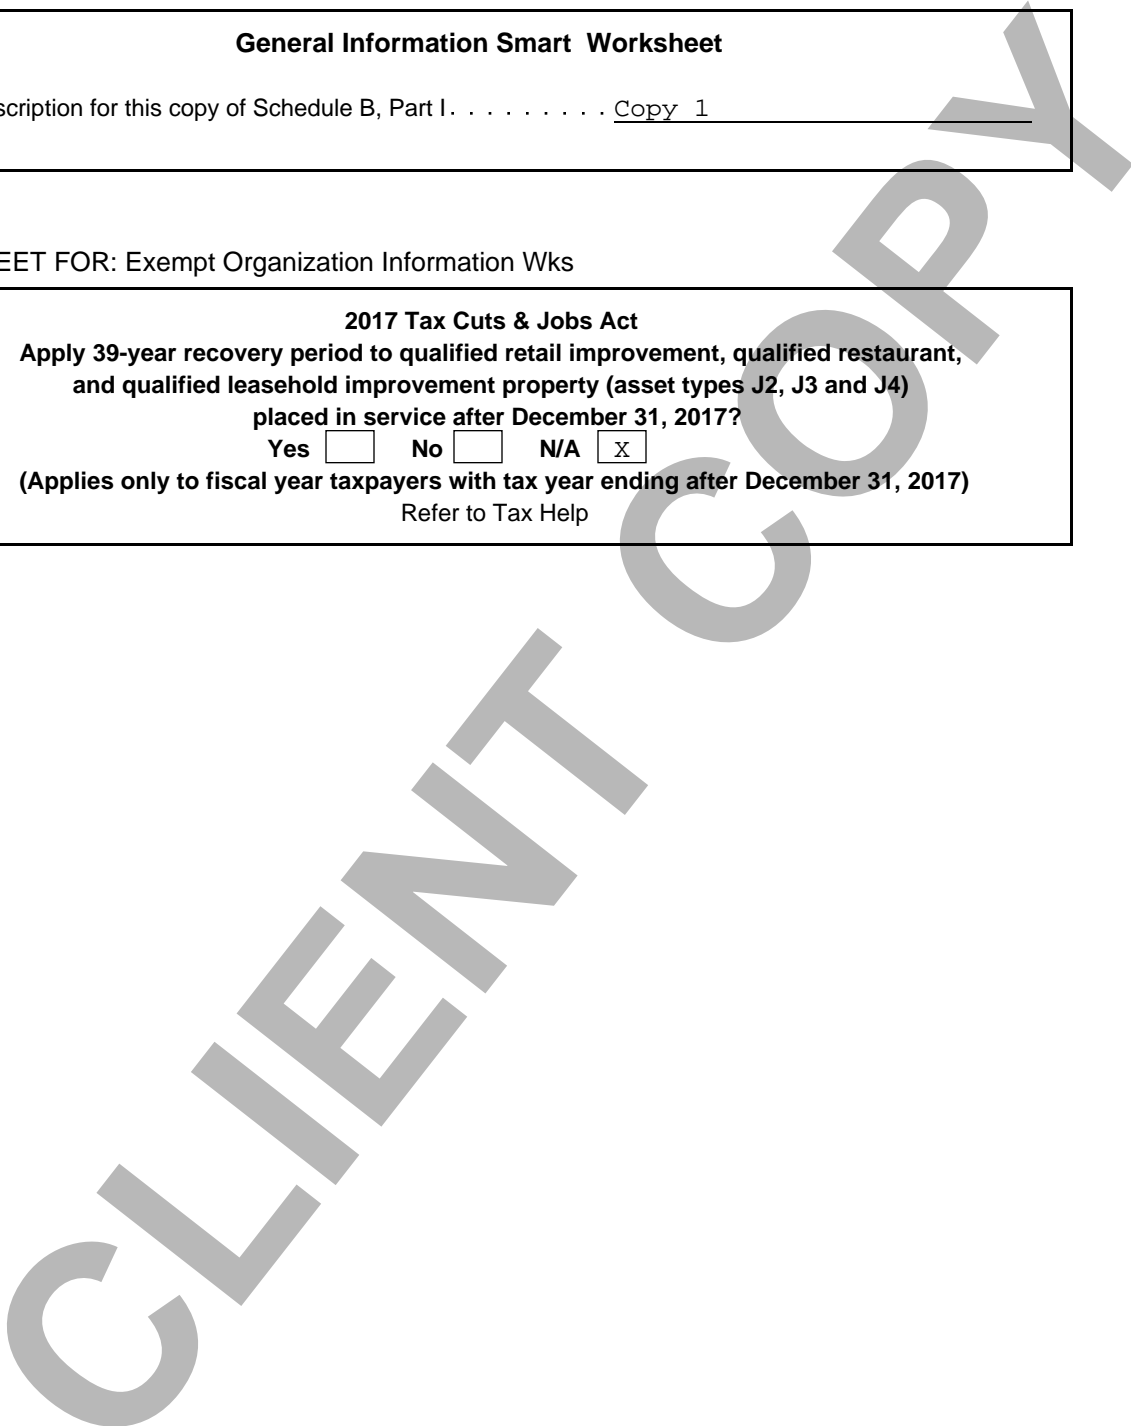 General Information Smart Worksheet
scription for this copy of Schedule B, Part I. . . . . . . . . Copy 1
EET FOR: Exempt Organization Information Wks
2017 Tax Cuts & Jobs Act
Apply 39-year recovery period to qualified retail improvement, qualified restaurant,
and qualified leasehold improvement property (asset types J2, J3 and J4)
placed in service after December 31, 2017?
Yes No N/A X
(Applies only to fiscal year taxpayers with tax year ending after December 31, 2017)
Refer to Tax Help
CLIENT COPY